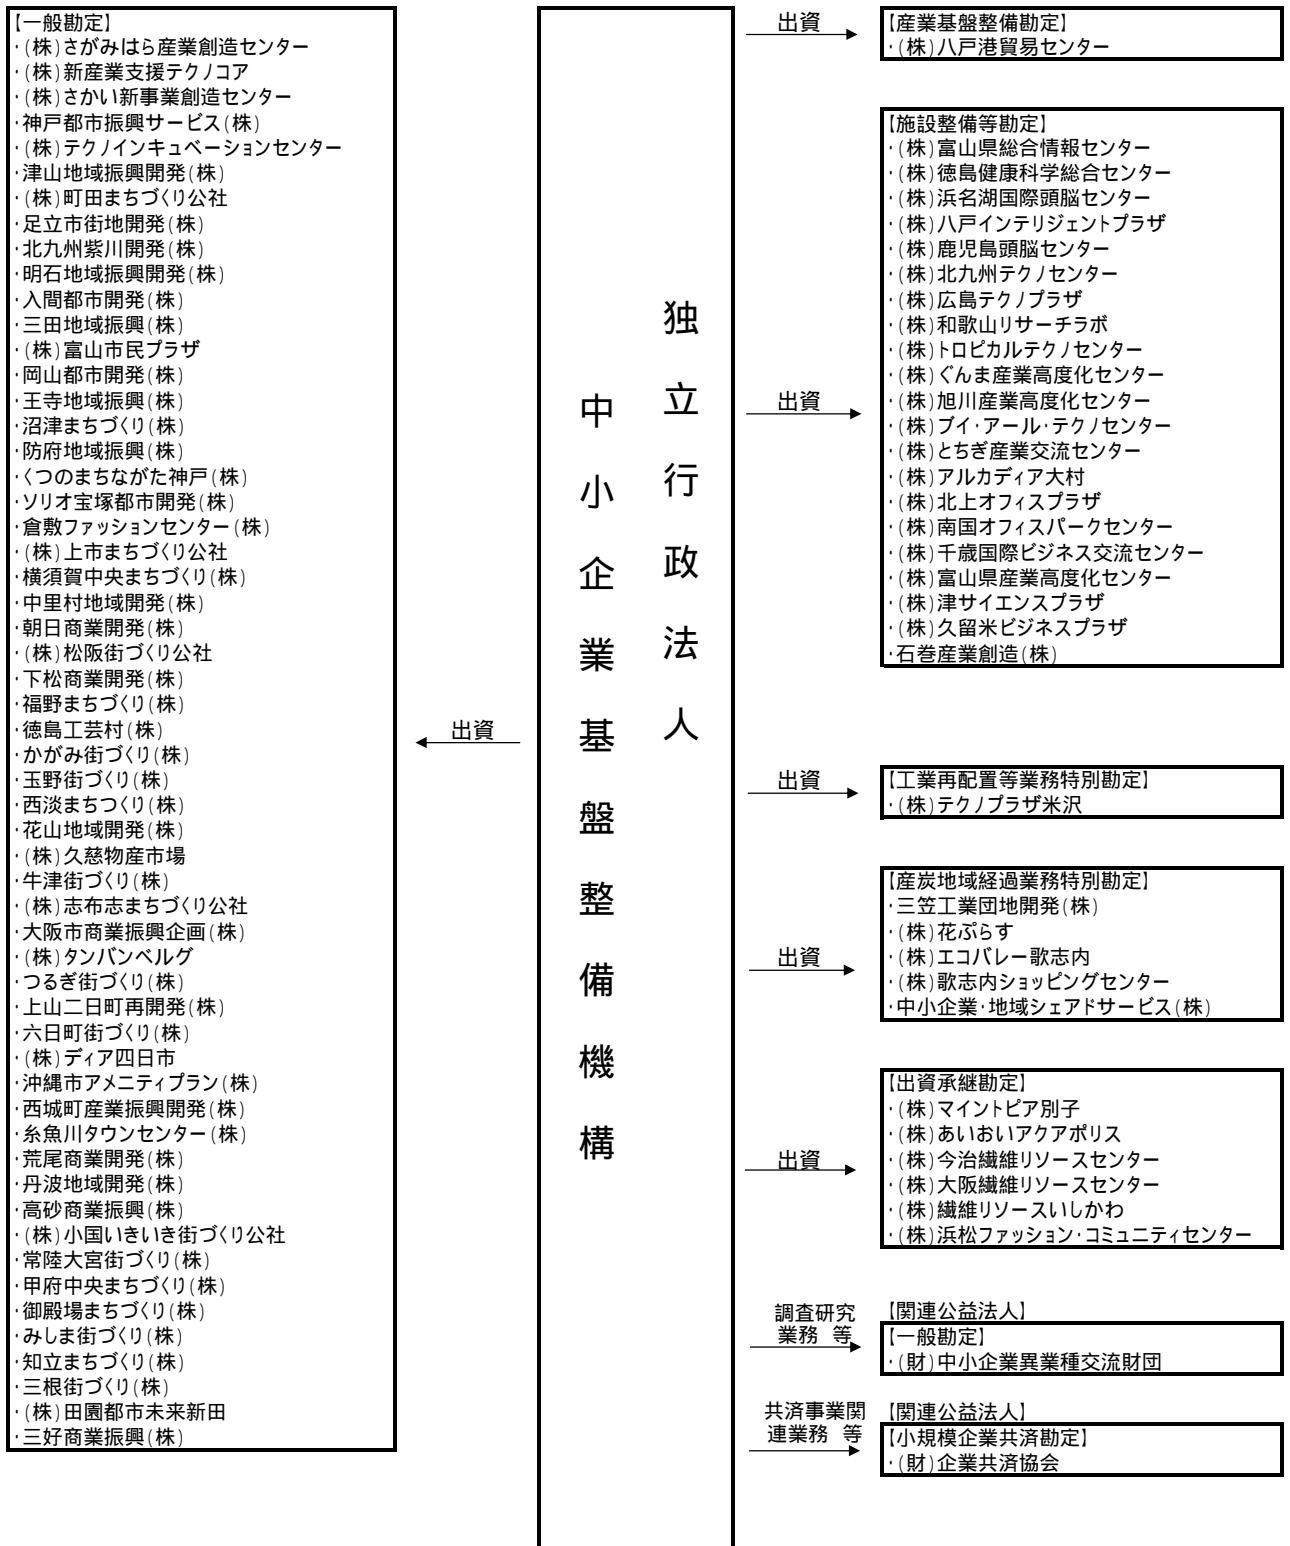 【一般勘定】
・(株)さがみはら産業創造センター
・(株)新産業支援テクノコア
・(株)さかい新事業創造センター
・神戸都市振興サービス(株)
・(株)テクノインキュベーションセンター
・津山地域振興開発(株)
・(株)町田まちづくり公社
・足立市街地開発(株)
・北九州紫川開発(株)
・明石地域振興開発(株)
・入間都市開発(株)
・三田地域振興(株)
・(株)富山市民プラザ
・岡山都市開発(株)
・王寺地域振興(株)
・沼津まちづくり(株)
・防府地域振興(株)
・くつのまちながた神戸(株)
・ソリオ宝塚都市開発(株)
・倉敷ファッションセンター(株)
・(株)上市まちづくり公社
・横須賀中央まちづくり(株)
・中里村地域開発(株)
・朝日商業開発(株)
・(株)松阪街づくり公社
・下松商業開発(株)
・福野まちづくり(株)
・徳島工芸村(株)
・かがみ街づくり(株)
・玉野街づくり(株)
・西淡まちつくり(株)
・花山地域開発(株)
・(株)久慈物産市場
・牛津街づくり(株)
・(株)志布志まちづくり公社
・大阪市商業振興企画(株)
・(株)タンバンベルグ
・つるぎ街づくり(株)
・上山二日町再開発(株)
・六日町街づくり(株)
・(株)ディア四日市
・沖縄市アメニティプラン(株)
・西城町産業振興開発(株)
・糸魚川タウンセンター(株)
・荒尾商業開発(株)
・丹波地域開発(株)
・高砂商業振興(株)
・(株)小国いきいき街づくり公社
・常陸大宮街づくり(株)
・甲府中央まちづくり(株)
・御殿場まちづくり(株)
・みしま街づくり(株)
・知立まちづくり(株)
・三根街づくり(株)
・(株)田園都市未来新田
・三好商業振興(株)
出資
独立行政法人
中小企業基盤整備機構
出資
【産業基盤整備勘定】
・(株)八戸港貿易センター
出資
【施設整備等勘定】
・(株)富山県総合情報センター
・(株)徳島健康科学総合センター
・(株)浜名湖国際頭脳センター
・(株)八戸インテリジェントプラザ
・(株)鹿児島頭脳センター
・(株)北九州テクノセンター
・(株)広島テクノプラザ
・(株)和歌山リサーチラボ
・(株)トロピカルテクノセンター
・(株)ぐんま産業高度化センター
・(株)旭川産業高度化センター
・(株)ブイ・アール・テクノセンター
・(株)とちぎ産業交流センター
・(株)アルカディア大村
・(株)北上オフィスプラザ
・(株)南国オフィスパークセンター
・(株)千歳国際ビジネス交流センター
・(株)富山県産業高度化センター
・(株)津サイエンスプラザ
・(株)久留米ビジネスプラザ
・石巻産業創造(株)
出資
【工業再配置等業務特別勘定】
・(株)テクノプラザ米沢
出資
【産炭地域経過業務特別勘定】
・三笠工業団地開発(株)
・(株)花ぷらす
・(株)エコバレー歌志内
・(株)歌志内ショッピングセンター
・中小企業・地域シェアドサービス(株)
出資
【出資承継勘定】
・(株)マイントピア別子
・(株)あいおいアクアポリス
・(株)今治繊維リソースセンター
・(株)大阪繊維リソースセンター
・(株)繊維リソースいしかわ
・(株)浜松ファッション・コミュニティセンター
調査研究
業務 等
【関連公益法人】
【一般勘定】
・(財)中小企業異業種交流財団
共済事業関
連業務 等
【関連公益法人】
【小規模企業共済勘定】
・(財)企業共済協会